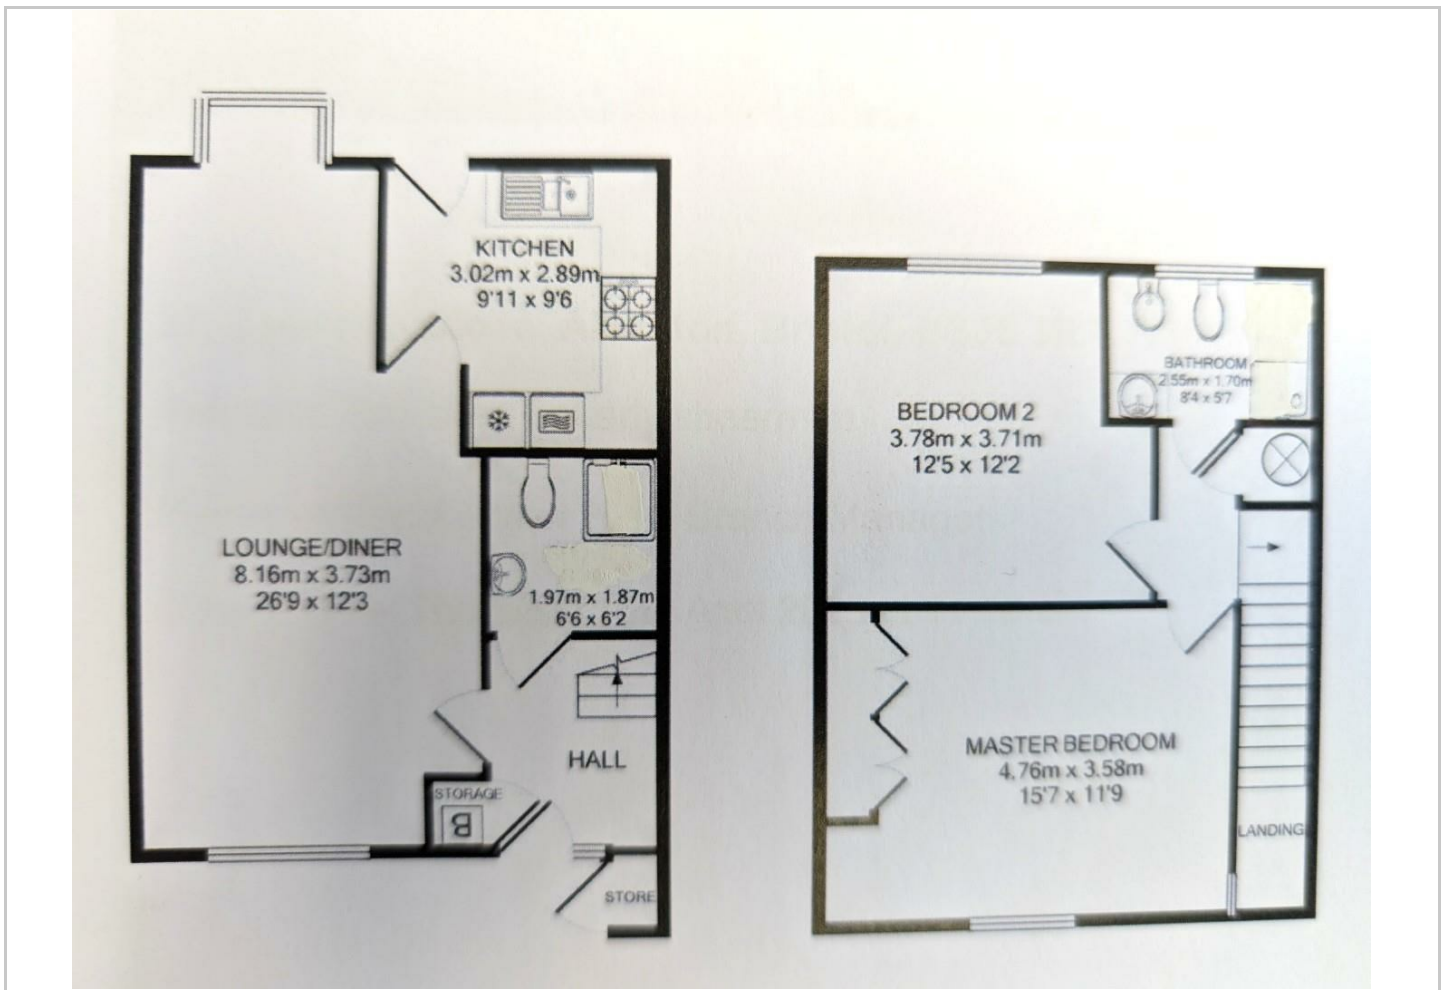 KITCHEN
3.02m x 2.89m
9'11 x 9'6
LOUNGE/DINER
8.16m x 3.73m
26'9 x 12'3
1.97m x 1.87m
6'6 x 6'2
HALL
STORAGE
B
STORE
BATHROOM
2.55m x 1.70m
8'4 x 5'7
BEDROOM 2
3.78m x 3.71m
12'5 x 12'2
MASTER BEDROOM
4.76m x 3.58m
15'7 x 11'9
LANDING